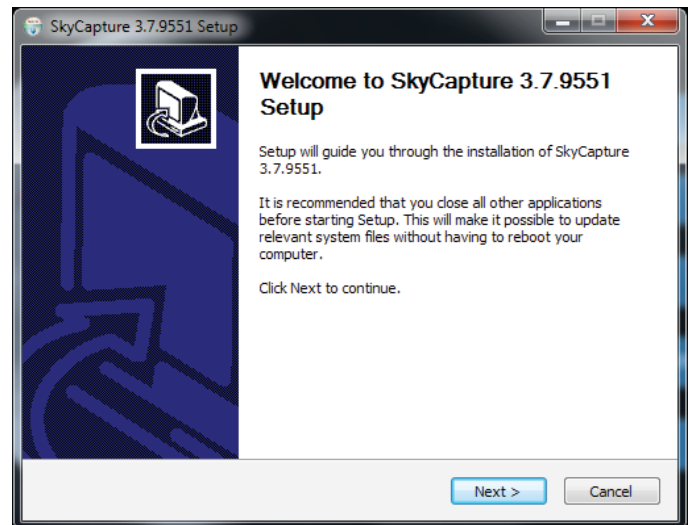 SkyCapture 3.7.9551 Setup
Welcome to SkyCapture 3.7.9551
Setup
Setup will guide you through the installation of SkyCapture
3.7.9551.
It is recommended that you close all other applications
before starting Setup. This will make it possible to update
relevant system files without having to reboot your
computer.
Click Next to continue.
Next >
Cancel